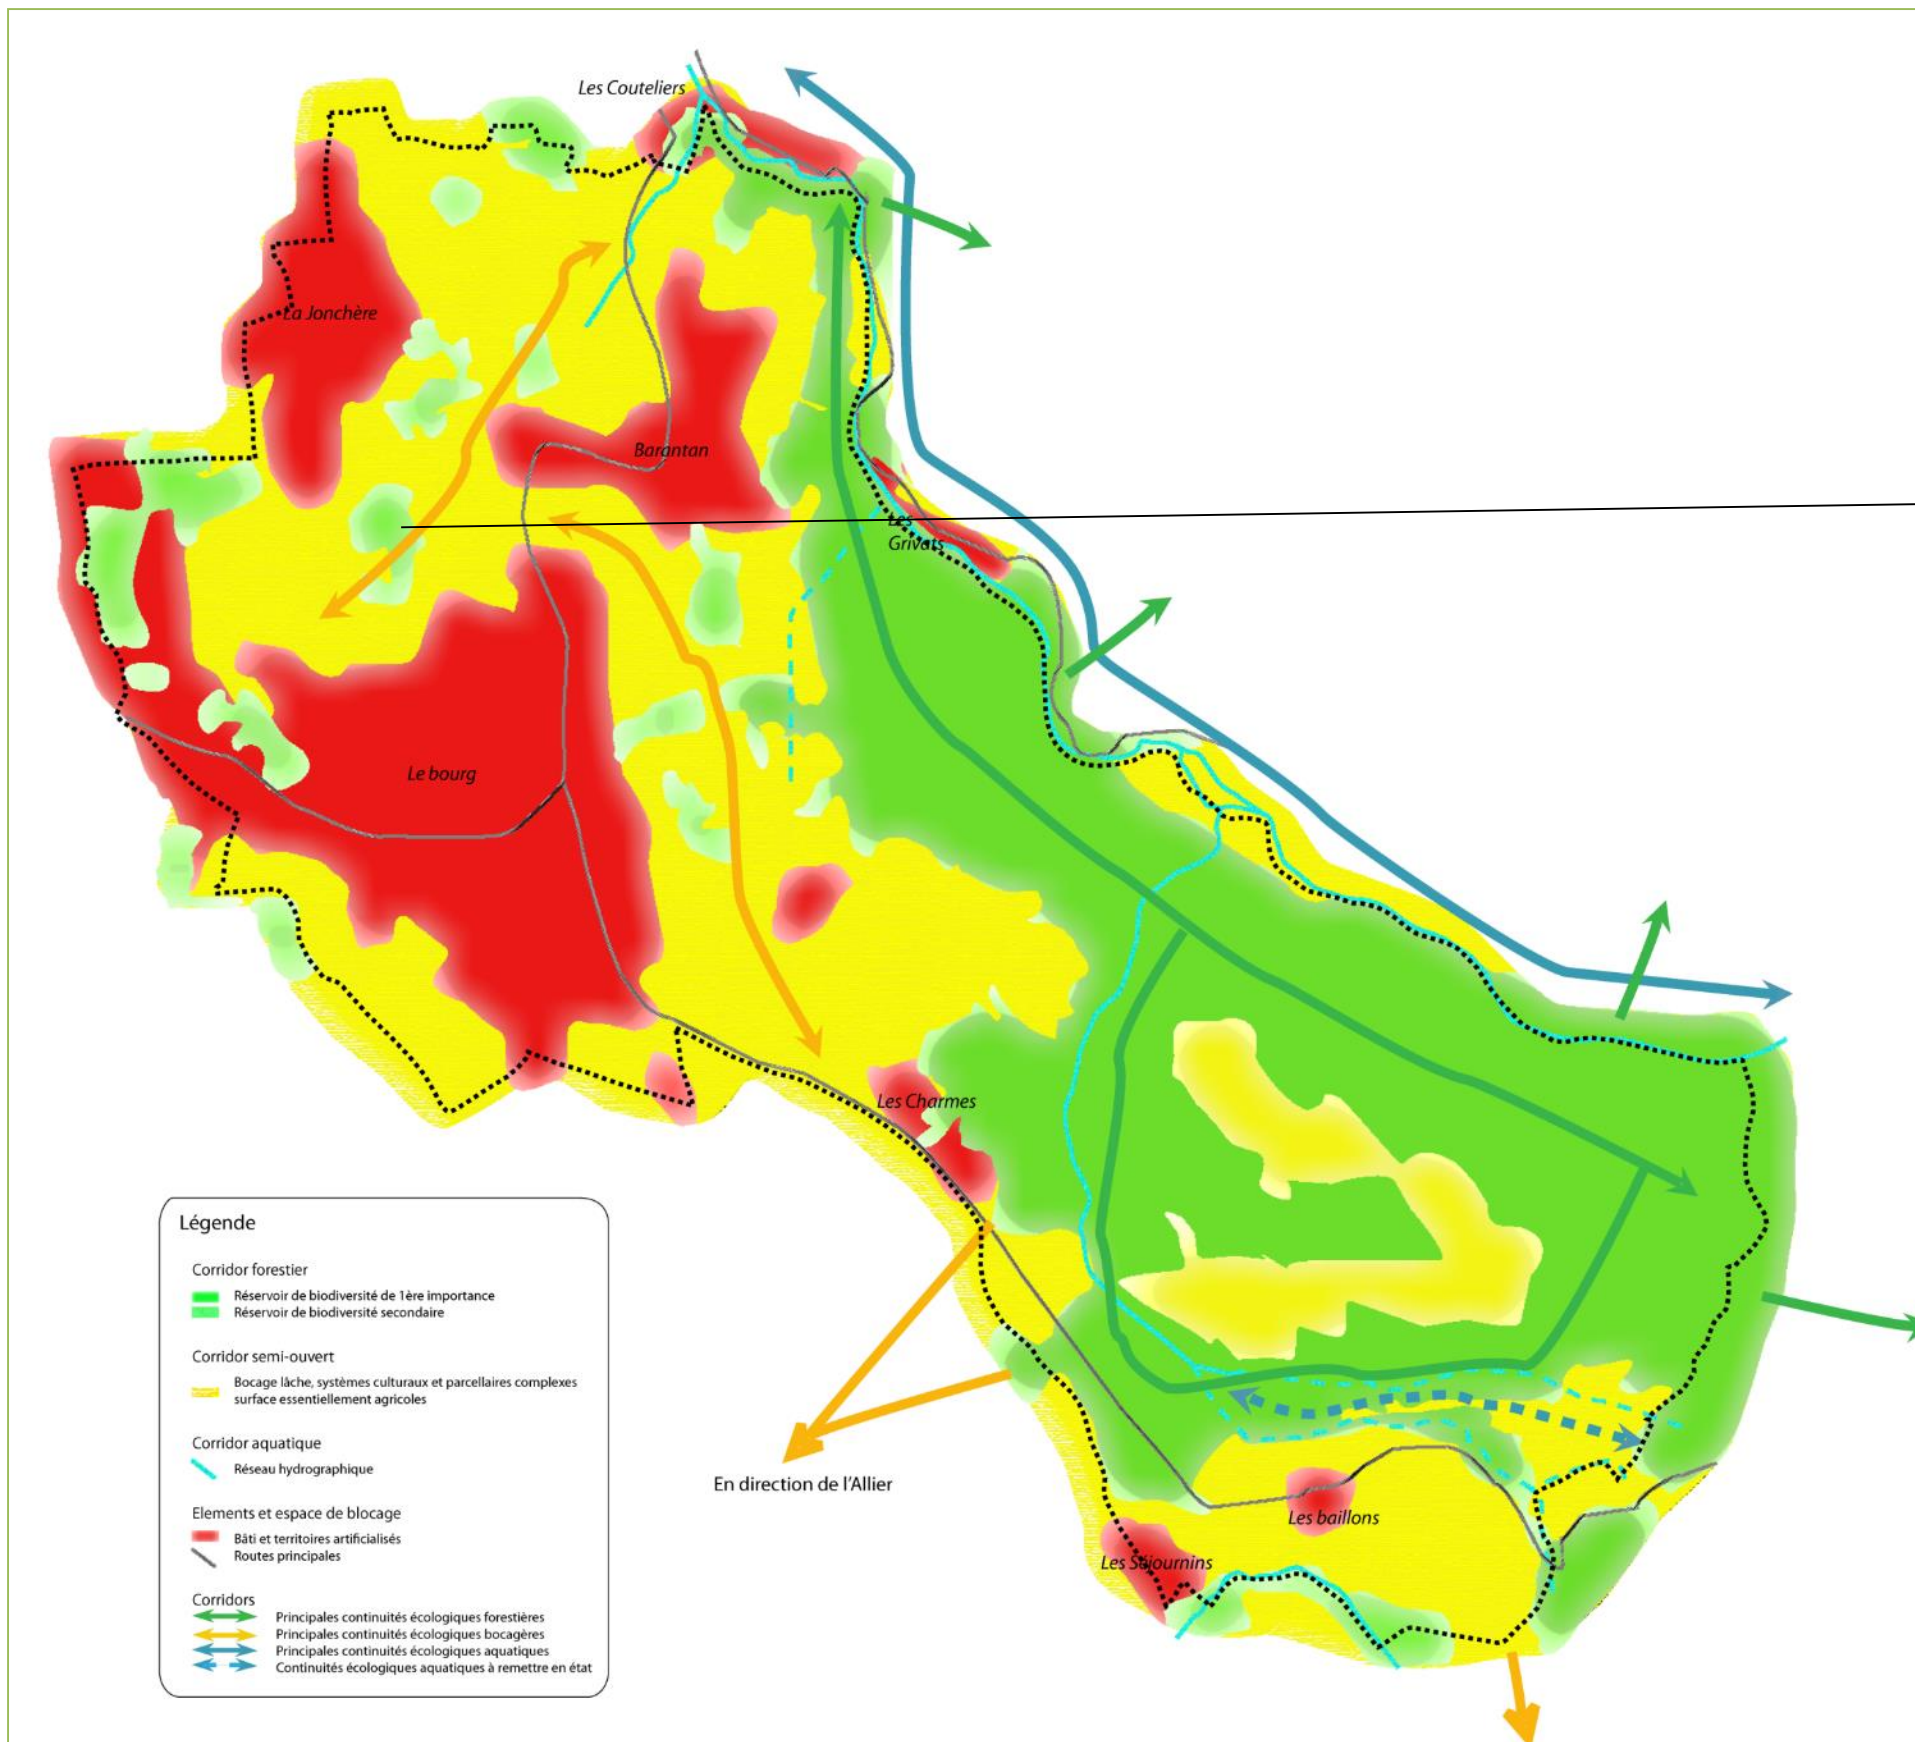 Les Couteliers
La Jonchère
Barantan
Les
Grivats
Le bourg
Les Charmes
En direction de l'Allier
Les baillons
Les Séjournins
Légende
Corridor forestier
Réservoir de biodiversité de 1ère importance
Réservoir de biodiversité secondaire
Corridor semi-ouvert
Bocage lâche, systèmes culturaux et parcellaires complexes
surface essentiellement agricoles
Corridor aquatique
Réseau hydrographique
Elements et espace de blocage
Bâti et territoires artificialisés
Routes principales
Corridors
Principales continuités écologiques forestières
Principales continuités écologiques bocagères
Principales continuités écologiques aquatiques
Continuités écologiques aquatiques à remettre en état